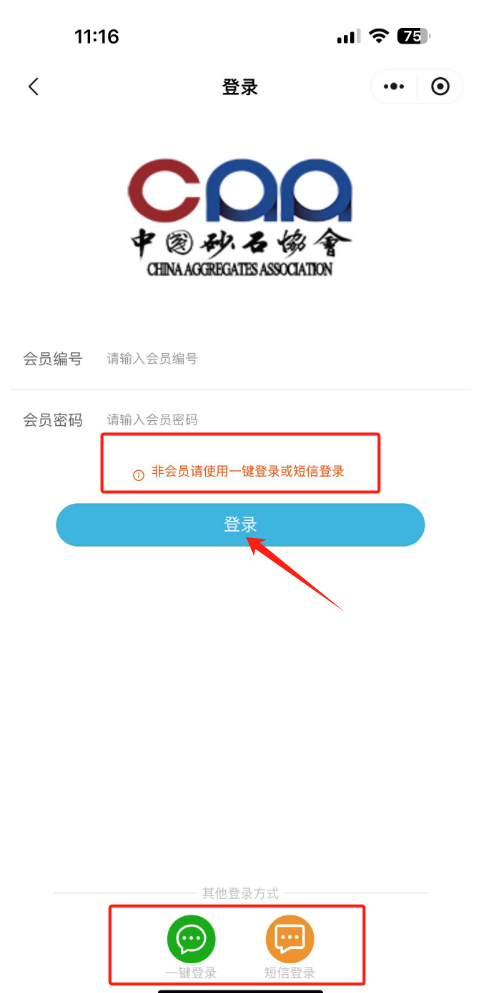 11:16
75
登录
caa
中國砂石協會
CHINA AGGREGATES ASSOCIATION
会员编号 请输入会员编号
会员密码 请输入会员密码
非会员请使用一键登录或短信登录
登录
其他登录方式
一键登录 短信登录